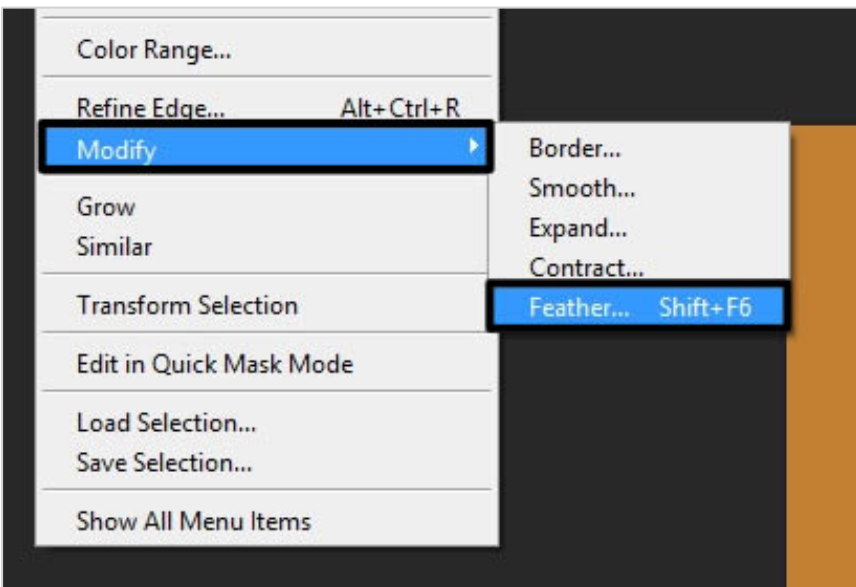 Color Range...
Refine Edge... Alt+Ctrl+R
Modify
Grow
Similar
Transform Selection
Edit in Quick Mask Mode
Load Selection...
Save Selection...
Show All Menu Items
Border...
Smooth...
Expand...
Contract...
Feather... Shift+F6